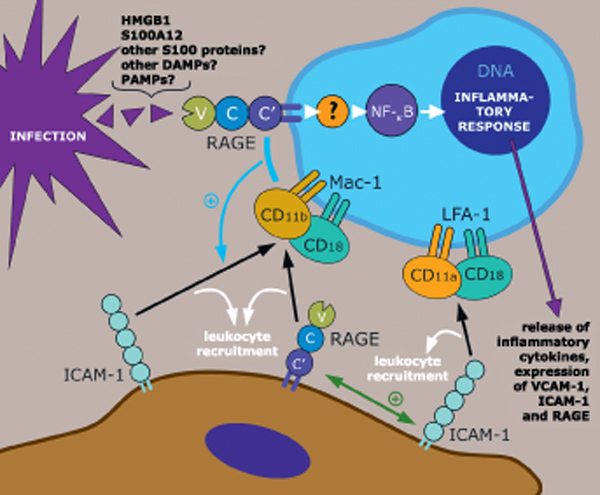 HMGB1
S100A12
other S100 proteins?
other DAMPs?
PAMPs?
INFECTION
V C C'
RAGE
?
NF-κB
DNA
INFLAMMA-
TORY
RESPONSE
+
Mac-1
CD11b
CD18
LFA-1
CD11a
CD18
leukocyte
recruitment
V
C
C'
RAGE
ICAM-1
leukocyte
recruitment
+
ICAM-1
release of
inflammatory
cytokines,
expression
of VCAM-1,
ICAM-1
and RAGE